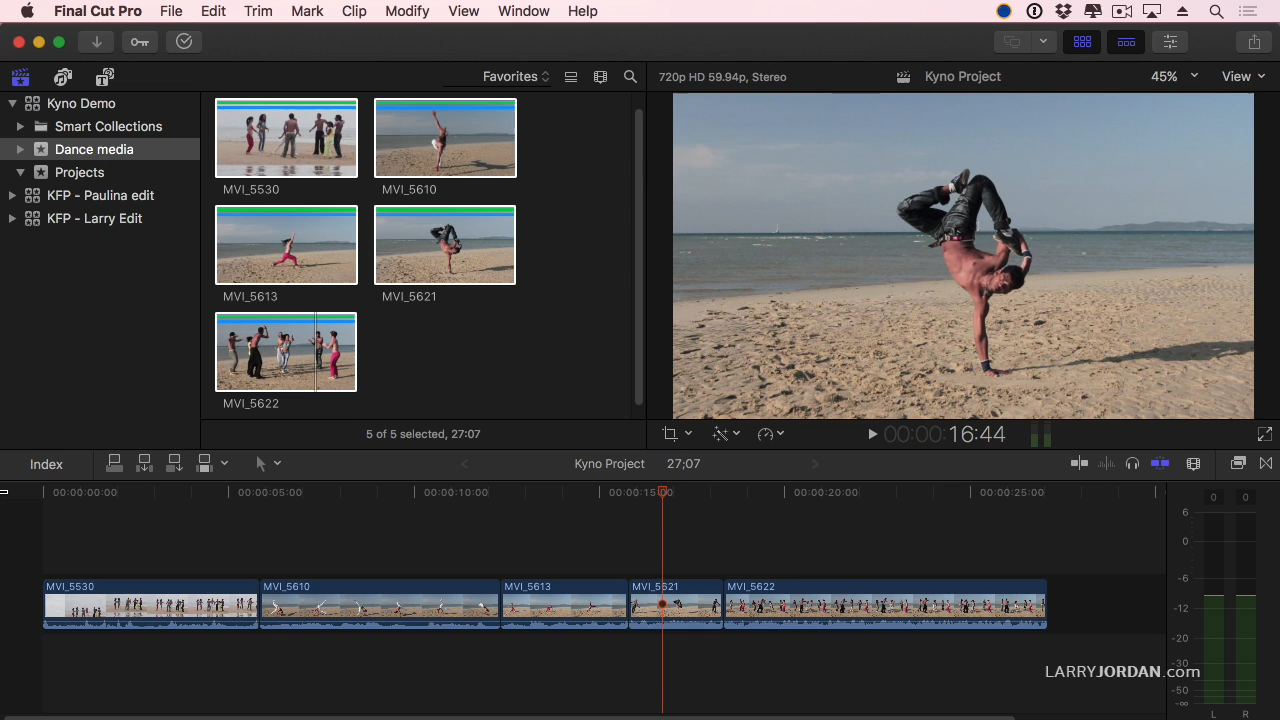 Final Cut Pro File Edit Trim Mark Clip Modify View Window Help
Favorites 720p HD 59.94p, Stereo Kyno Project 45% View
Kyno Demo
Smart Collections
Dance media
Projects
KFP - Paulina edit
KFP - Larry Edit
MVI_5530 MVI_5610
MVI_5613 MVI_5621
MVI_5622
5 of 5 selected, 27:07
00:00:16:44
Index Kyno Project 27;07
00:00:00:00 00:00:05:00 00:00:10:00 00:00:15:00 00:00:20:00 00:00:25:00
0 0
6
0
-6
-12
-20
-30
-50
-∞
L R
MVI_5530 MVI_5610 MVI_5613 MVI_5621 MVI_5622
LARRYJORDAN.com